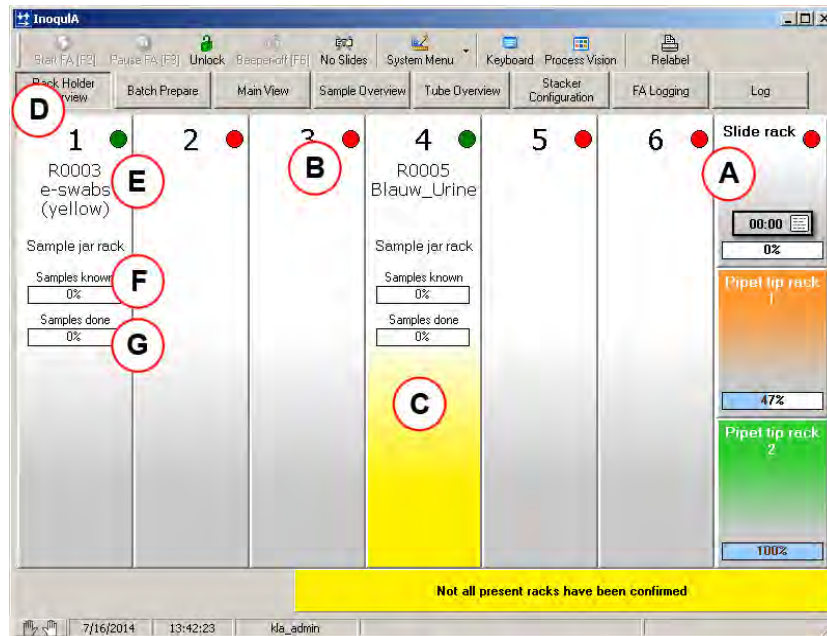 InoqulA
Start FA [F2] Pause FA [F3] Unlock Beeper-off [F6] No Slides System Menu Keyboard Process Vision Relabel
Rack Holder Batch Prepare Main View Sample Overview Tube Overview Stacker Configuration FA Logging Log
D
1 2 3 4 5 6 Slide rack
B
A
R0003
e-swabs
(yellow)
E
R0005
Blauw_Urine
00:00
0%
Sample jar rack
Samples known
0%
F
Samples done
0%
G
Sample jar rack
Samples known
0%
Samples done
0%
C
Pipet tip rack
1
47%
Pipet tip rack
2
100%
Not all present racks have been confirmed
7/16/2014 13:42:23 kla_admin